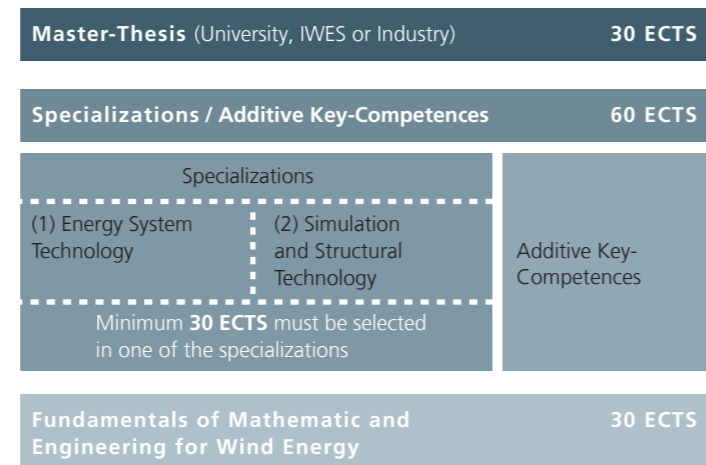 Master-Thesis (University, IWES or Industry) 30 ECTS
Specializations / Additive Key-Competences 60 ECTS
Specializations
(1) Energy System
Technology
(2) Simulation
and Structural
Technology
Minimum 30 ECTS must be selected
in one of the specializations
Additive Key-
Competences
Fundamentals of Mathematic and 30 ECTS
Engineering for Wind Energy